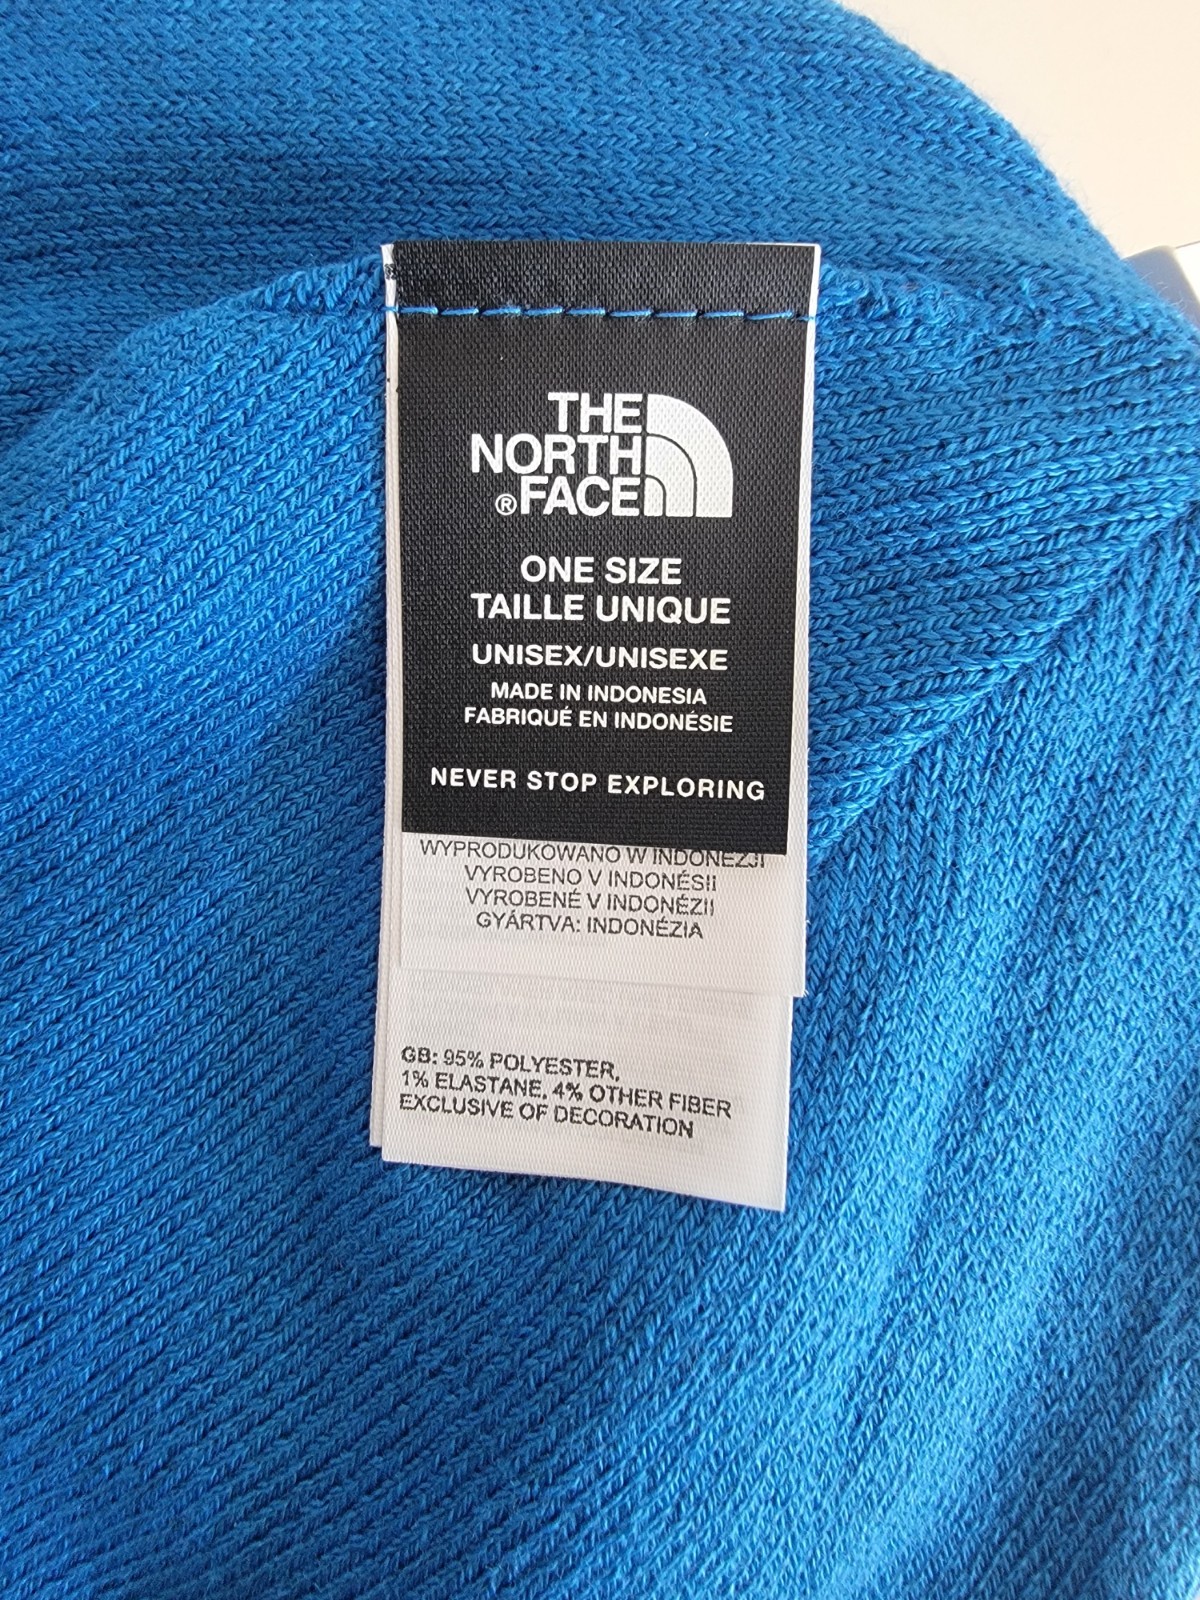 THE
NORTH
®FACE
ONE SIZE
TAILLE UNIQUE
UNISEX/UNISEXE
MADE IN INDONESIA
FABRIQUÉ EN INDONÉSIE
NEVER STOP EXPLORING
WYPRODUKOWANO W INDONEZJI
VYROBENO V INDONÉSII
VYROBENÉ V INDONÉZII
GYÁRTVA: INDONÉZIA
GB: 95% POLYESTER,
1% ELASTANE, 4% OTHER FIBER
EXCLUSIVE OF DECORATION